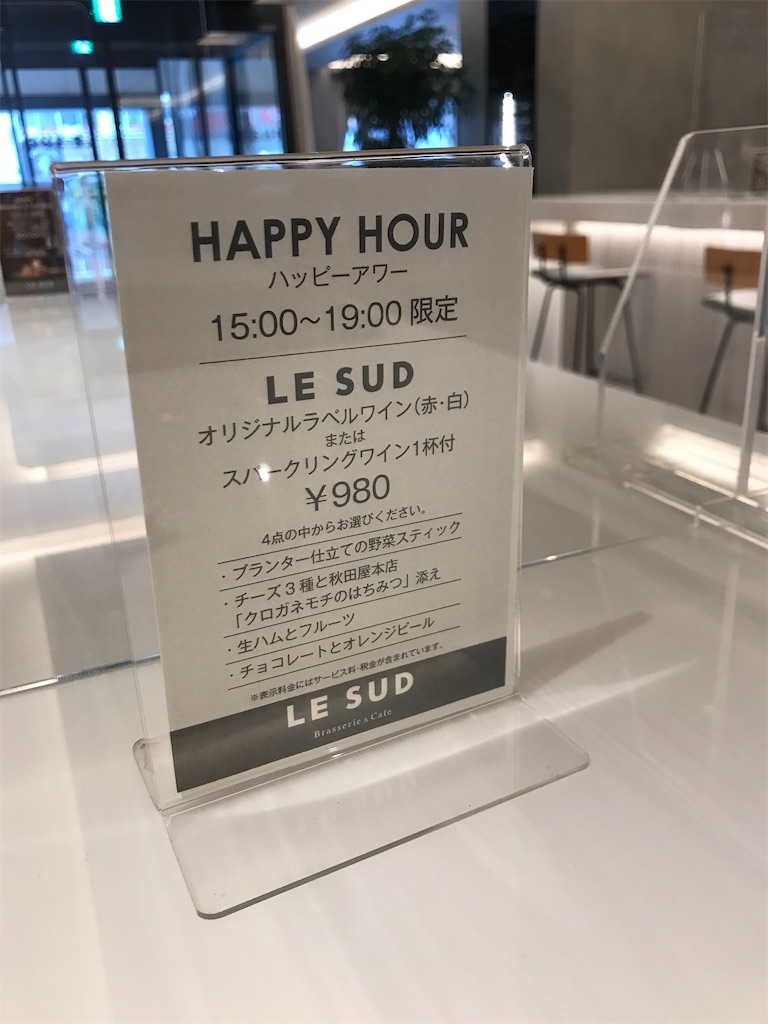 HAPPY HOUR
ハッピーアワー
15:00〜19:00 限定
LE SUD
オリジナルラベルワイン(赤・白)
または
スパークリングワイン1杯付
¥980
4点の中からお選びください。
・プランター仕立ての野菜スティック
・チーズ3種と秋田屋本店
「クロガネモチのはちみつ」添え
・生ハムとフルーツ
・チョコレートとオレンジピール
※表示料金にはサービス料・税金が含まれています。
LE SUD
Brasserie & Cafe